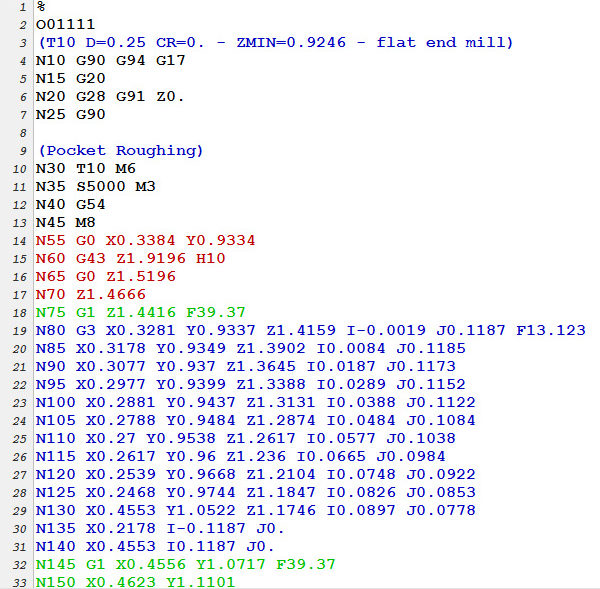 1 %
2 O01111
3 (T10 D=0.25 CR=0. - ZMIN=0.9246 - flat end mill)
4 N10 G90 G94 G17
5 N15 G20
6 N20 G28 G91 Z0.
7 N25 G90
8
9 (Pocket Roughing)
10 N30 T10 M6
11 N35 S5000 M3
12 N40 G54
13 N45 M8
14 N55 G0 X0.3384 Y0.9334
15 N60 G43 Z1.9196 H10
16 N65 G0 Z1.5196
17 N70 Z1.4666
18 N75 G1 Z1.4416 F39.37
19 N80 G3 X0.3281 Y0.9337 Z1.4159 I-0.0019 J0.1187 F13.123
20 N85 X0.3178 Y0.9349 Z1.3902 I0.0084 J0.1185
21 N90 X0.3077 Y0.937 Z1.3645 I0.0187 J0.1173
22 N95 X0.2977 Y0.9399 Z1.3388 I0.0289 J0.1152
23 N100 X0.2881 Y0.9437 Z1.3131 I0.0388 J0.1122
24 N105 X0.2788 Y0.9484 Z1.2874 I0.0484 J0.1084
25 N110 X0.27 Y0.9538 Z1.2617 I0.0577 J0.1038
26 N115 X0.2617 Y0.96 Z1.236 I0.0665 J0.0984
27 N120 X0.2539 Y0.9668 Z1.2104 I0.0748 J0.0922
28 N125 X0.2468 Y0.9744 Z1.1847 I0.0826 J0.0853
29 N130 X0.4553 Y1.0522 Z1.1746 I0.0897 J0.0778
30 N135 X0.2178 I-0.1187 J0.
31 N140 X0.4553 I0.1187 J0.
32 N145 G1 X0.4556 Y1.0717 F39.37
33 N150 X0.4623 Y1.1101